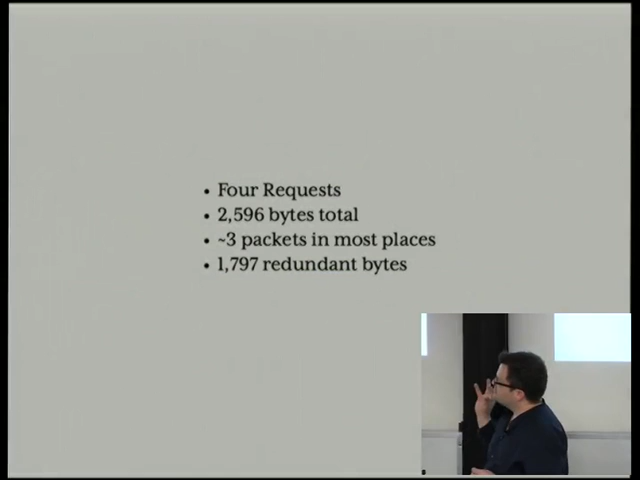 • Four Requests
• 2,596 bytes total
• ~3 packets in most places
• 1,797 redundant bytes